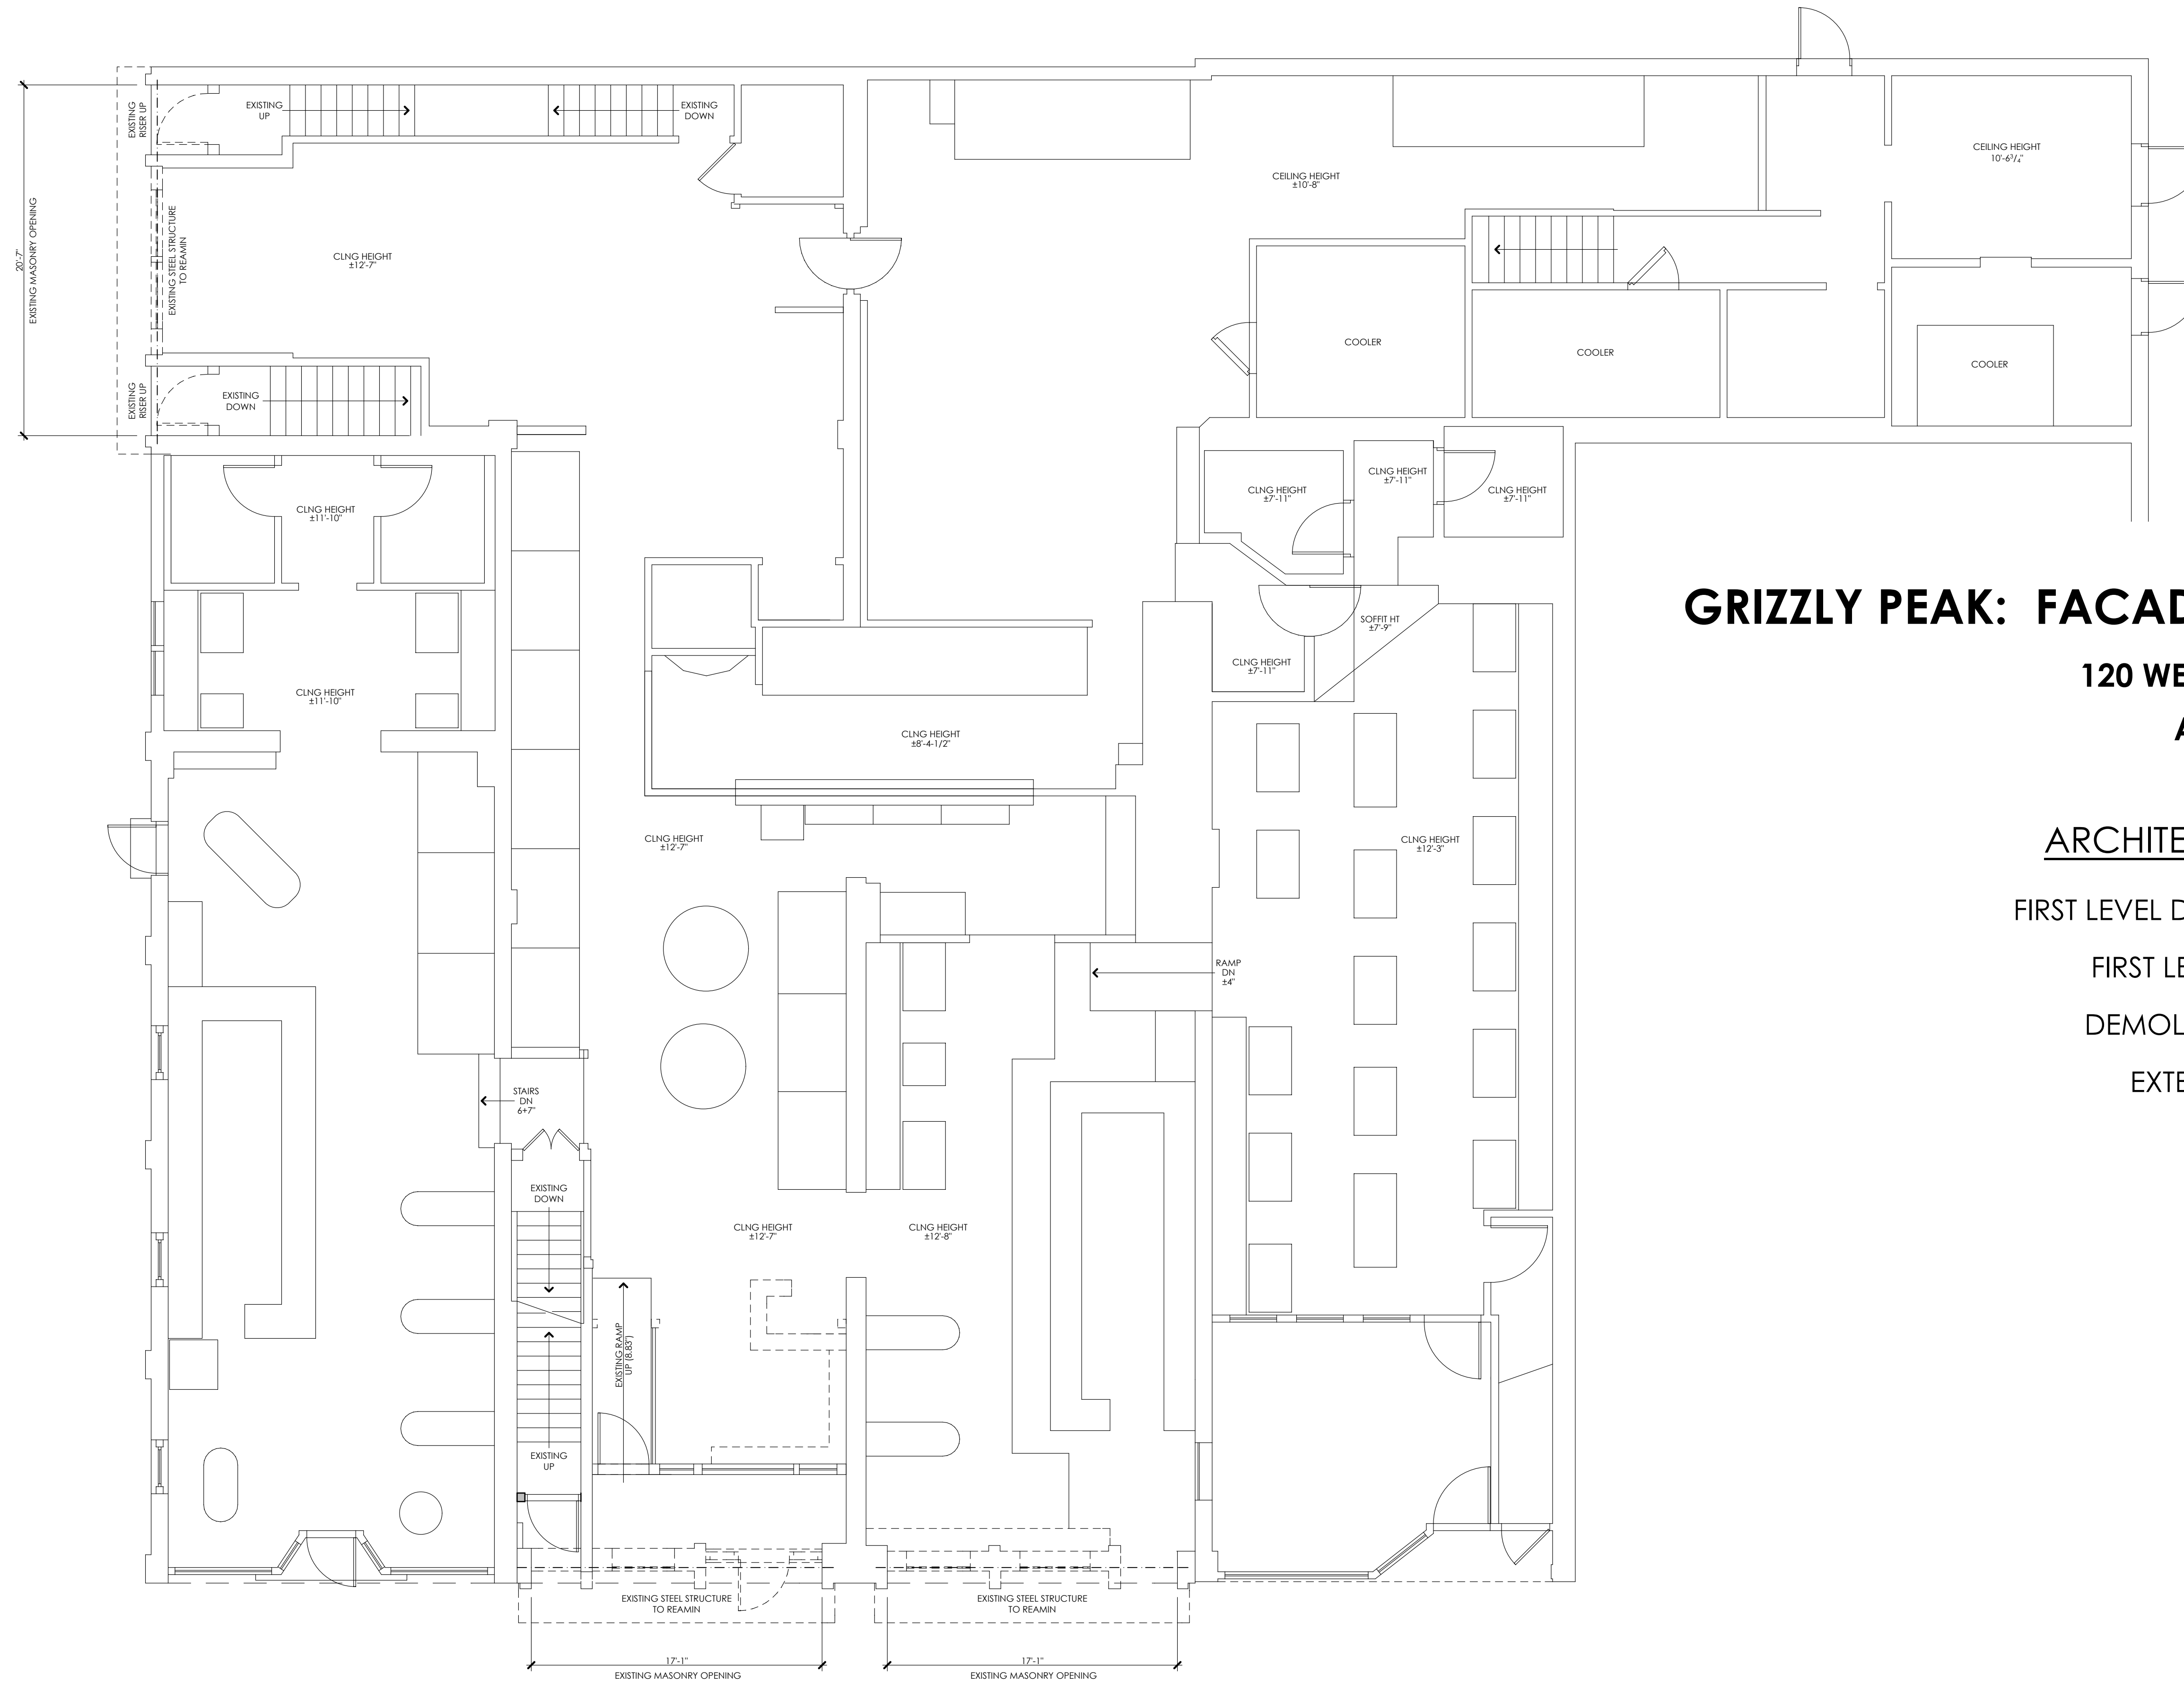 EXISTING
RISER UP
EXISTING
UP
EXISTING
DOWN
CEILING HEIGHT
10'-6 3/4"
CEILING HEIGHT
±10'-8"
20'-7"
EXISTING MASONRY OPENING
EXISTING STEEL STRUCTURE
TO REAMIN
CLNG HEIGHT
±12'-7"
COOLER
COOLER
COOLER
EXISTING
RISER UP
EXISTING
DOWN
CLNG HEIGHT
±11'-10"
CLNG HEIGHT
±7'-11"
CLNG HEIGHT
±7'-11"
CLNG HEIGHT
±7'-11"
GRIZZLY PEAK: FACAD
SOFFIT HT
±7'-9"
CLNG HEIGHT
±7'-11"
120 WE
CLNG HEIGHT
±11'-10"
A
CLNG HEIGHT
±8'-4-1/2"
CLNG HEIGHT
±12'-7"
CLNG HEIGHT
±12'-3"
ARCHITE
FIRST LEVEL D
FIRST LE
RAMP
DN
±4"
DEMOL
EXTE
STAIRS
DN
6+7"
EXISTING
DOWN
CLNG HEIGHT
±12'-7"
CLNG HEIGHT
±12'-8"
EXISTING RAMP
UP (8.83")
EXISTING
UP
EXISTING STEEL STRUCTURE
TO REAMIN
EXISTING STEEL STRUCTURE
TO REAMIN
17'-1"
EXISTING MASONRY OPENING
17'-1"
EXISTING MASONRY OPENING